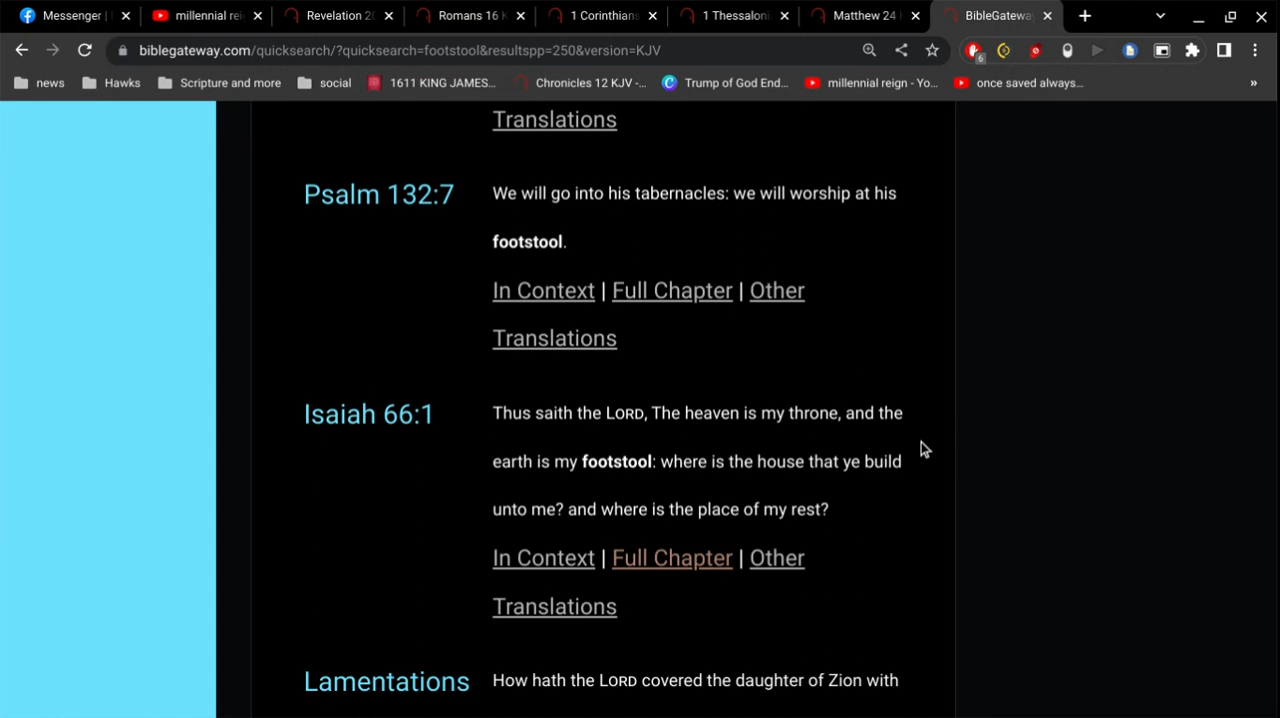 Messenger |
millennial rei
Revelation 20
Romans 16 K
1 Corinthians
1 Thessaloni
Matthew 24
BibleGatewa
biblegateway.com/quicksearch/?quicksearch=footstool&resultspp=250&version=KJV
6
news
Hawks
Scripture and more
social
1611 KING JAMES...
Chronicles 12 KJV -...
Trump of God End...
millennial reign - Yo...
once saved always...
»
Translations
Psalm 132:7
We will go into his tabernacles: we will worship at his
footstool.
In Context | Full Chapter | Other
Translations
Isaiah 66:1
Thus saith the LORD, The heaven is my throne, and the
earth is my footstool: where is the house that ye build
unto me? and where is the place of my rest?
In Context | Full Chapter | Other
Translations
Lamentations
How hath the LORD covered the daughter of Zion with